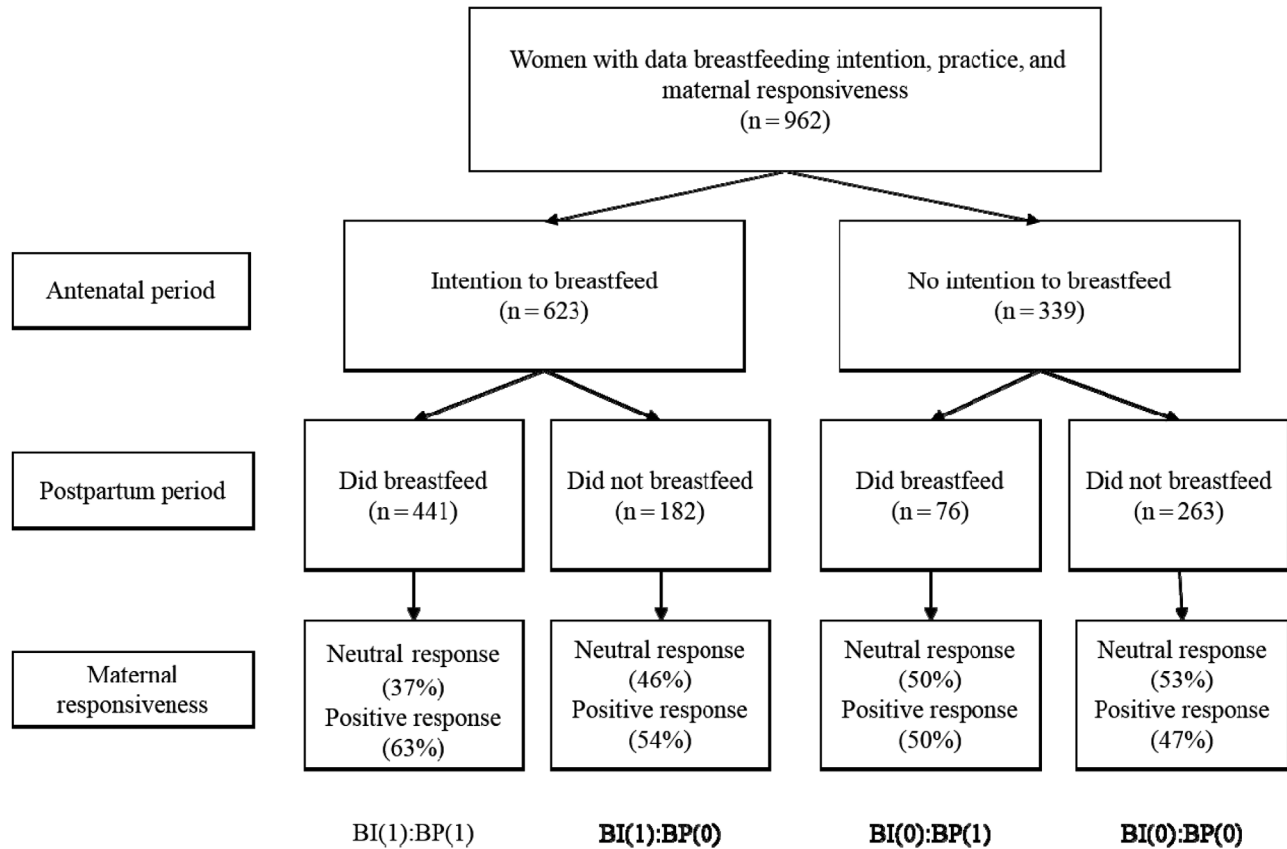 Women with data breastfeeding intention, practice, and
maternal responsiveness
(n = 962)
Antenatal period
Intention to breastfeed
(n = 623)
No intention to breastfeed
(n = 339)
Postpartum period
Did breastfeed
(n = 441)
Did not breastfeed
(n = 182)
Did breastfeed
(n = 76)
Did not breastfeed
(n = 263)
Maternal
responsiveness
Neutral response
(37%)
Positive response
(63%)
Neutral response
(46%)
Positive response
(54%)
Neutral response
(50%)
Positive response
(50%)
Neutral response
(53%)
Positive response
(47%)
BI(1):BP(1)
BI(1):BP(0)
BI(0):BP(1)
BI(0):BP(0)